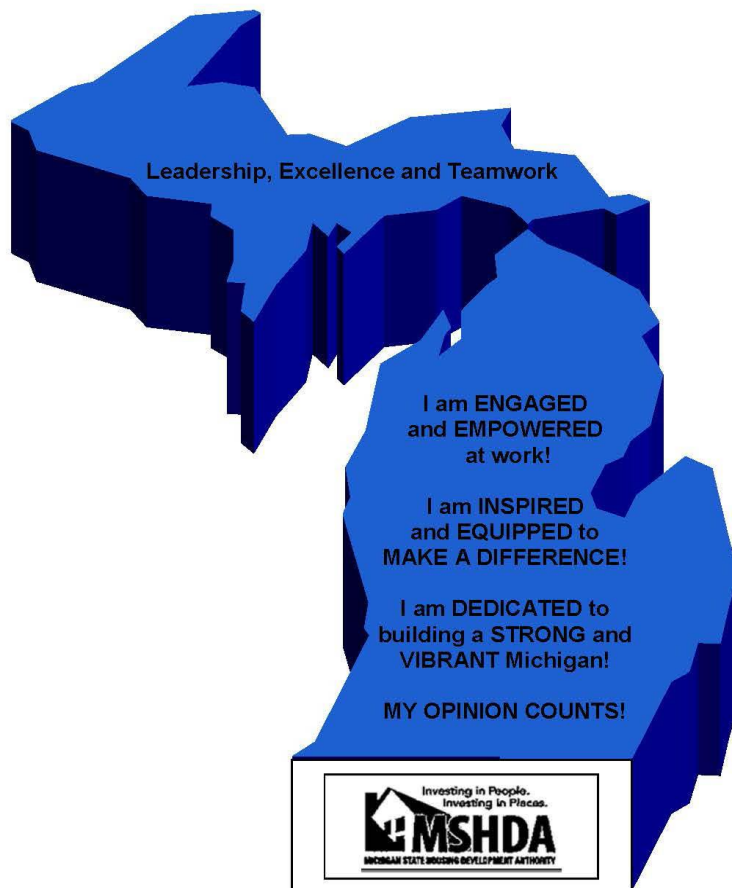 Leadership, Excellence and Teamwork
I am ENGAGED
and EMPOWERED
at work!
I am INSPIRED
and EQUIPPED to
MAKE A DIFFERENCE!
I am DEDICATED to
building a STRONG and
VIBRANT Michigan!
MY OPINION COUNTS!
Investing in People.
Investing in Places.
MSHDA
MICHIGAN STATE HOUSING DEVELOPMENT AUTHORITY